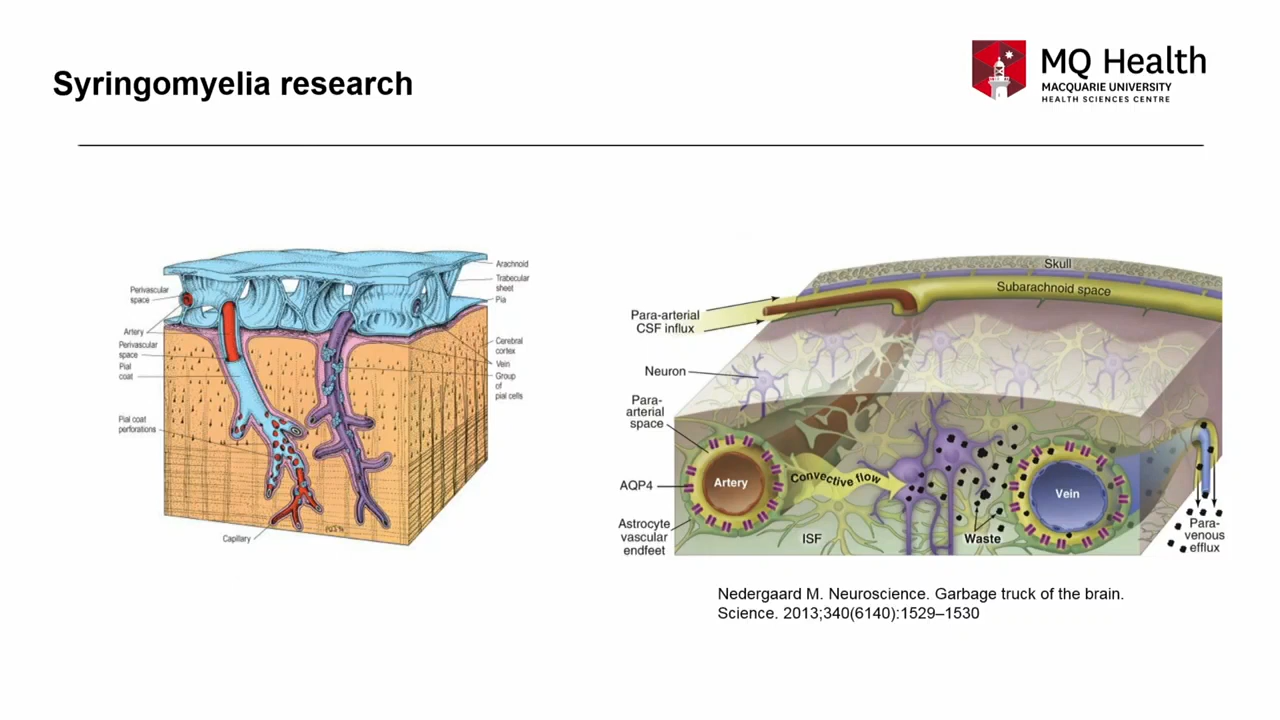 Syringomyelia research
MQ Health
MACQUARIE UNIVERSITY
HEALTH SCIENCES CENTRE
Arachnoid
Trabecular
sheet
Pia
Perivascular
space
Artery
Perivascular
space
Pial
coat
Cerebral
cortex
Vein
Group
of
pial cells
Pial coat
perforations
Capillary
Skull
Subarachnoid space
Para-arterial
CSF influx
Neuron
Para-
arterial
space
AQP4
Artery
Convective flow
Vein
Astrocyte
vascular
endfeet
ISF
Waste
Para-
venous
efflux
Nedergaard M. Neuroscience. Garbage truck of the brain.
Science. 2013;340(6140):1529–1530